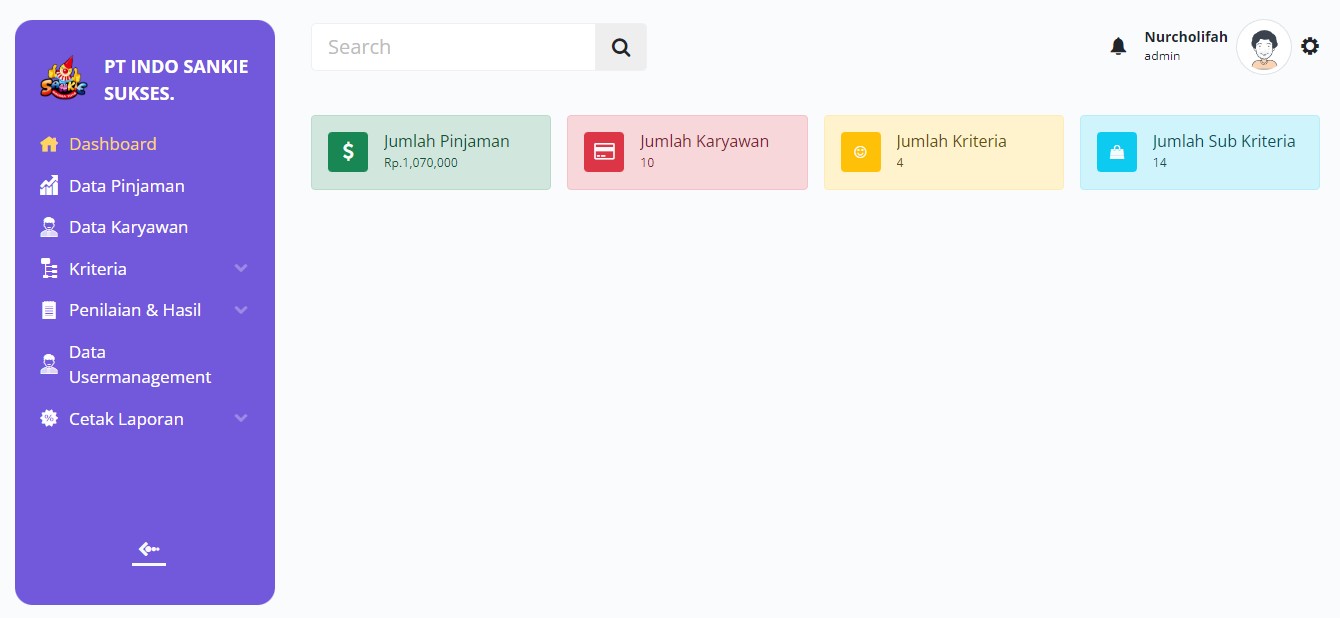 PT INDO SANKIE
SUKSES.
Dashboard
Data Pinjaman
Data Karyawan
Kriteria
Penilaian & Hasil
Data
Usermanagement
Cetak Laporan
Search
Nurcholifah
admin
Jumlah Pinjaman
Rp.1,070,000
Jumlah Karyawan
10
Jumlah Kriteria
4
Jumlah Sub Kriteria
14